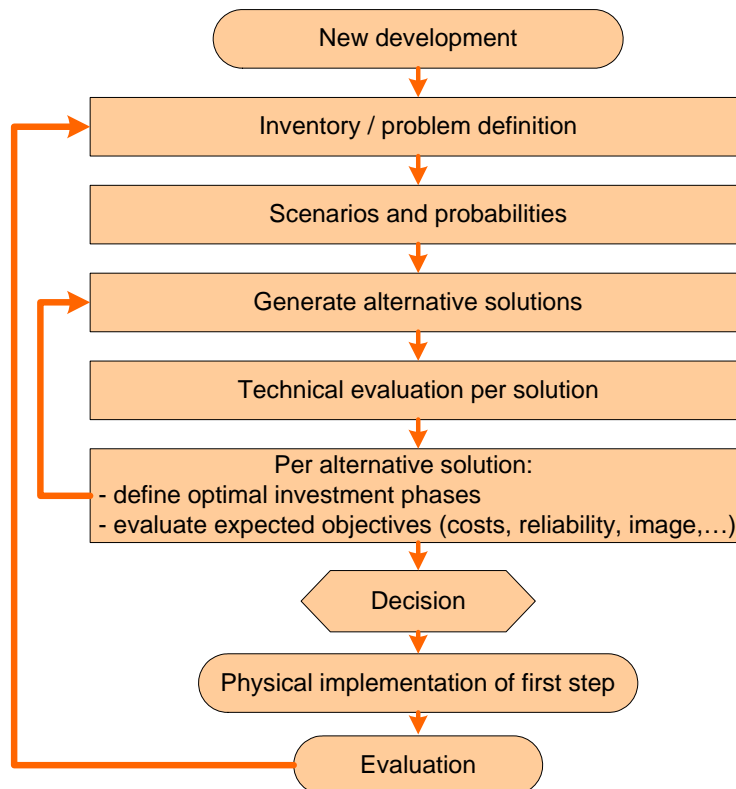 New development
Inventory / problem definition
Scenarios and probabilities
Generate alternative solutions
Technical evaluation per solution
Per alternative solution:
- define optimal investment phases
- evaluate expected objectives (costs, reliability, image,…)
Decision
Physical implementation of first step
Evaluation